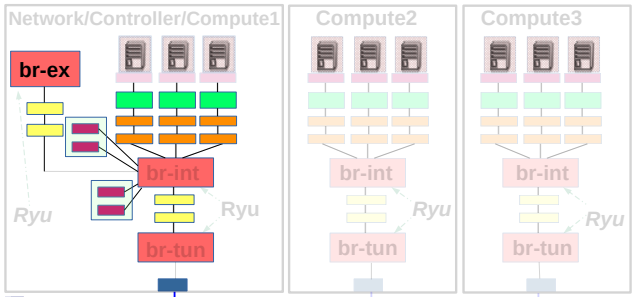 Network/Controller/Compute1
Compute2
Compute3
br-ex
br-int
br-int
br-int
Ryu
Ryu
Ryu
Ryu
br-tun
br-tun
br-tun